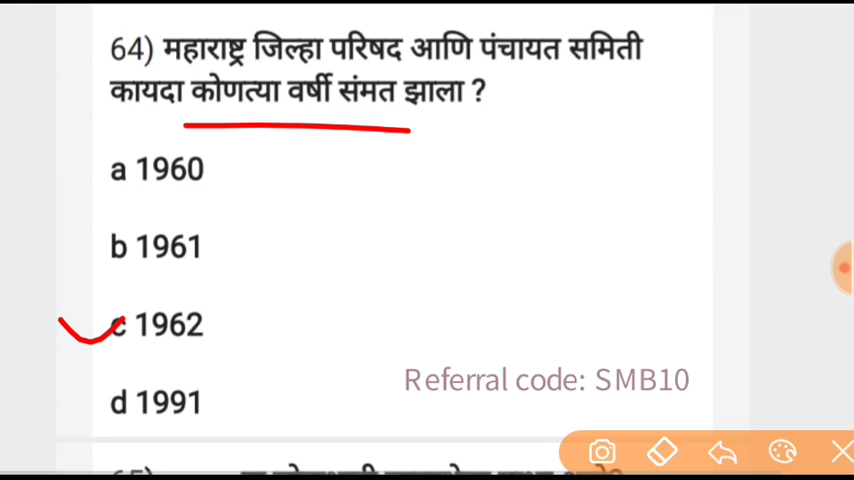 64) महाराष्ट्र जिल्हा परिषद आणि पंचायत समिती
कायदा कोणत्या वर्षी संमत झाला ?
a 1960
b 1961
c 1962
d 1991
Referral code: SMB10